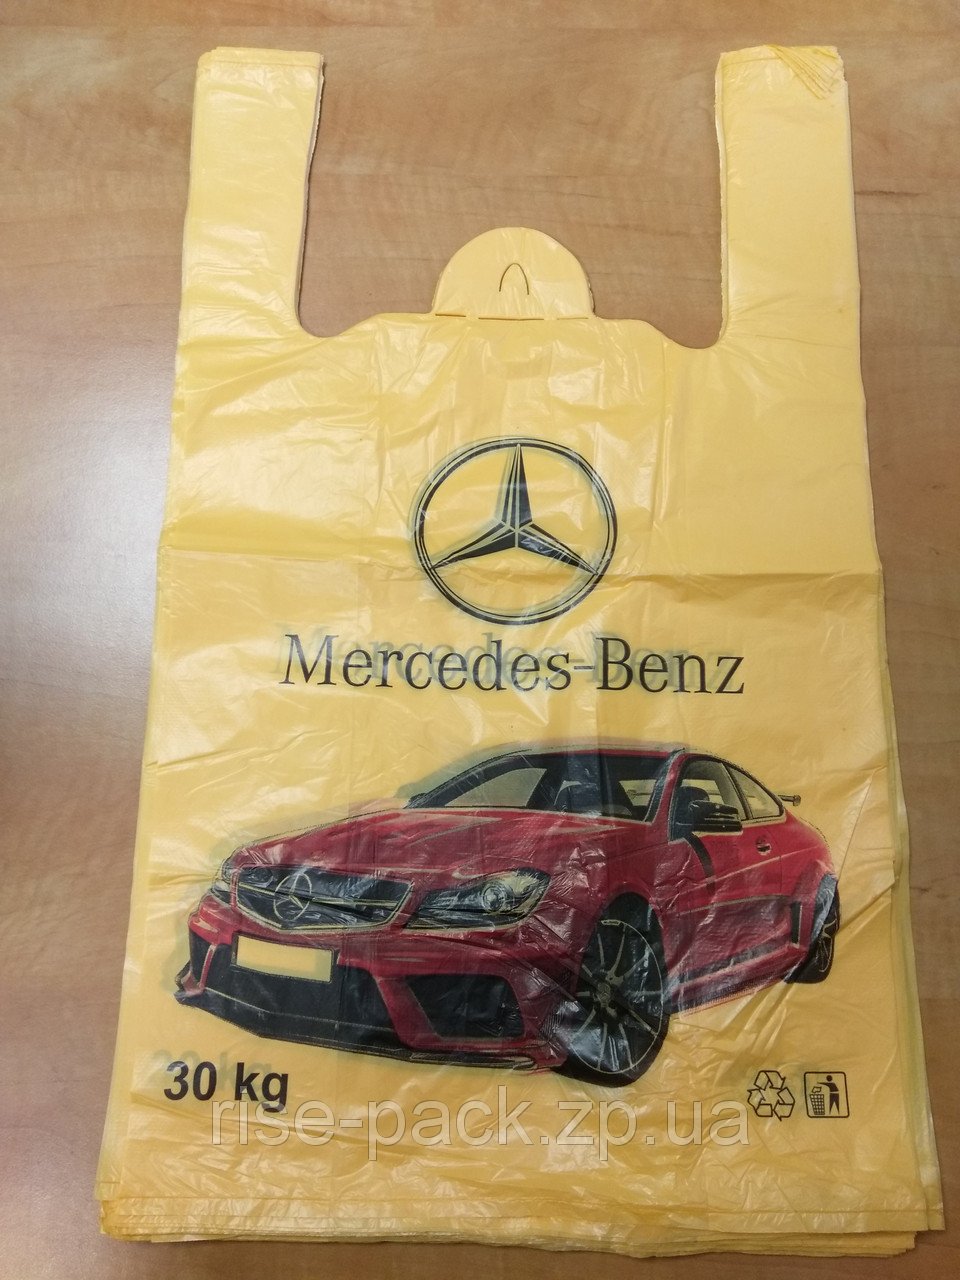 Mercedes-Benz
30 kg
rise-pack.zp.ua